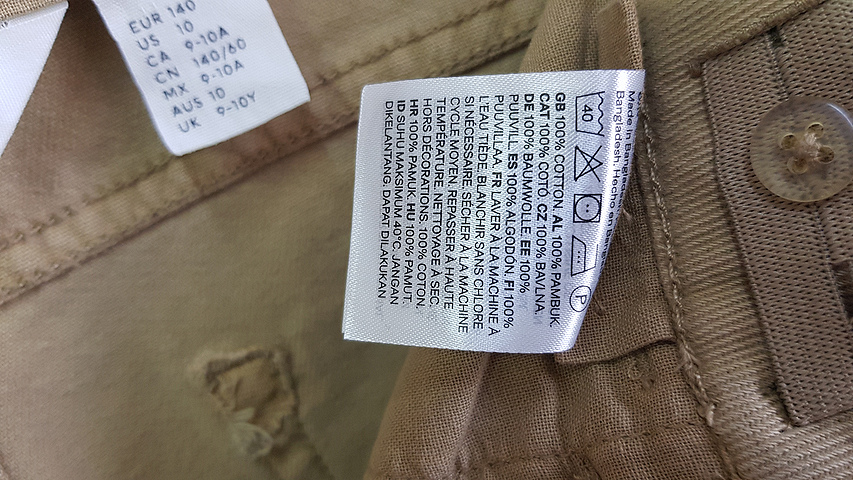 EUR 140
US 10
CA 9-10A
CN 140/60
MX 9-10A
AUS 10
UK 9-10Y
Made in Bangladesh
Bangladesh. Hecho en
40
P
GB 100% COTTON. AL 100% PAMBUK.
CAT 100% COTÓ. CZ 100% BAVLNA.
DE 100% BAUMWOLLE. EE 100%
PUUVILL. ES 100% ALGODÓN. FI 100%
PUUVILLAA. FR LAVER À LA MACHINE À
L'EAU TIÈDE, BLANCHIR SANS CHLORE
SI NÉCESSAIRE, SÉCHER À LA MACHINE
CYCLE MOYEN, REPASSER À HAUTE
TEMPÉRATURE, NETTOYAGE À SEC.
HORS DÉCORATIONS. 100% COTON.
HR 100% PAMUK. HU 100% PAMUT.
ID SUHU MAKSIMUM 40°C, JANGAN
DIKELANTANG, DAPAT DILAKUKAN